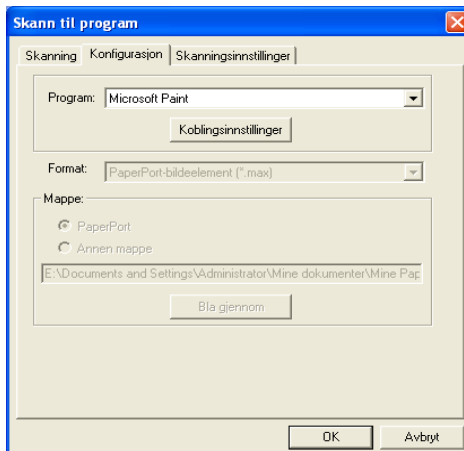 Skann til program
Skanning Konfigurasjon Skanningsinnstillinger
Program: Microsoft Paint
Koblingsinnstillinger
Format: PaperPort-bildeelement (*.max)
Mappe:
PaperPort
Annen mappe
E:\Documents and Settings\Administrator\Mine dokumenter\Mine Pap
Bla gjennom
OK Avbryt